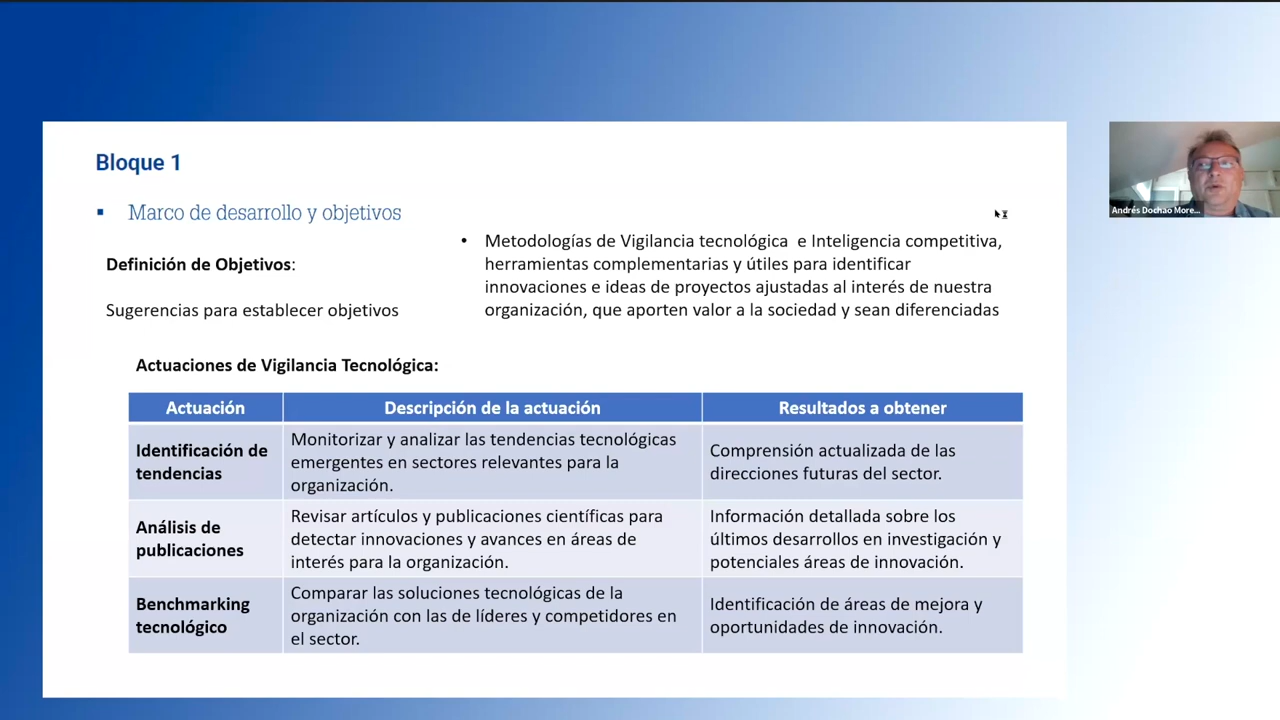 Bloque 1
▪ Marco de desarrollo y objetivos
Definición de Objetivos:
Sugerencias para establecer objetivos
• Metodologías de Vigilancia tecnológica e Inteligencia competitiva,
herramientas complementarias y útiles para identificar
innovaciones e ideas de proyectos ajustadas al interés de nuestra
organización, que aporten valor a la sociedad y sean diferenciadas
Andrés Dochao More...
Actuaciones de Vigilancia Tecnológica:
Actuación
Descripción de la actuación
Resultados a obtener
Identificación de
tendencias
Monitorizar y analizar las tendencias tecnológicas
emergentes en sectores relevantes para la
organización.
Comprensión actualizada de las
direcciones futuras del sector.
Análisis de
publicaciones
Revisar artículos y publicaciones científicas para
detectar innovaciones y avances en áreas de
interés para la organización.
Información detallada sobre los
últimos desarrollos en investigación y
potenciales áreas de innovación.
Benchmarking
tecnológico
Comparar las soluciones tecnológicas de la
organización con las de líderes y competidores en
el sector.
Identificación de áreas de mejora y
oportunidades de innovación.